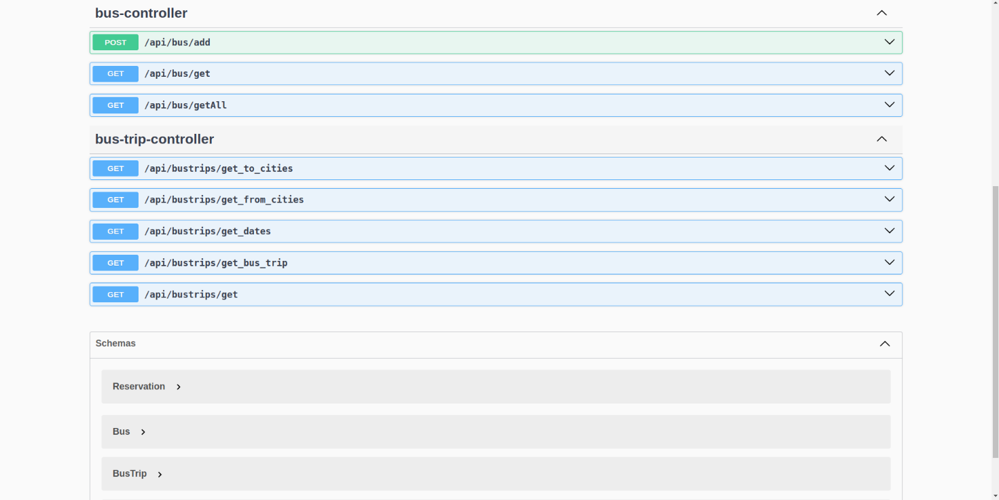 bus-controller
POST /api/bus/add
GET /api/bus/get
GET /api/bus/getAll
bus-trip-controller
GET /api/bustrips/get_to_cities
GET /api/bustrips/get_from_cities
GET /api/bustrips/get_dates
GET /api/bustrips/get_bus_trip
GET /api/bustrips/get
Schemas
Reservation
Bus
BusTrip